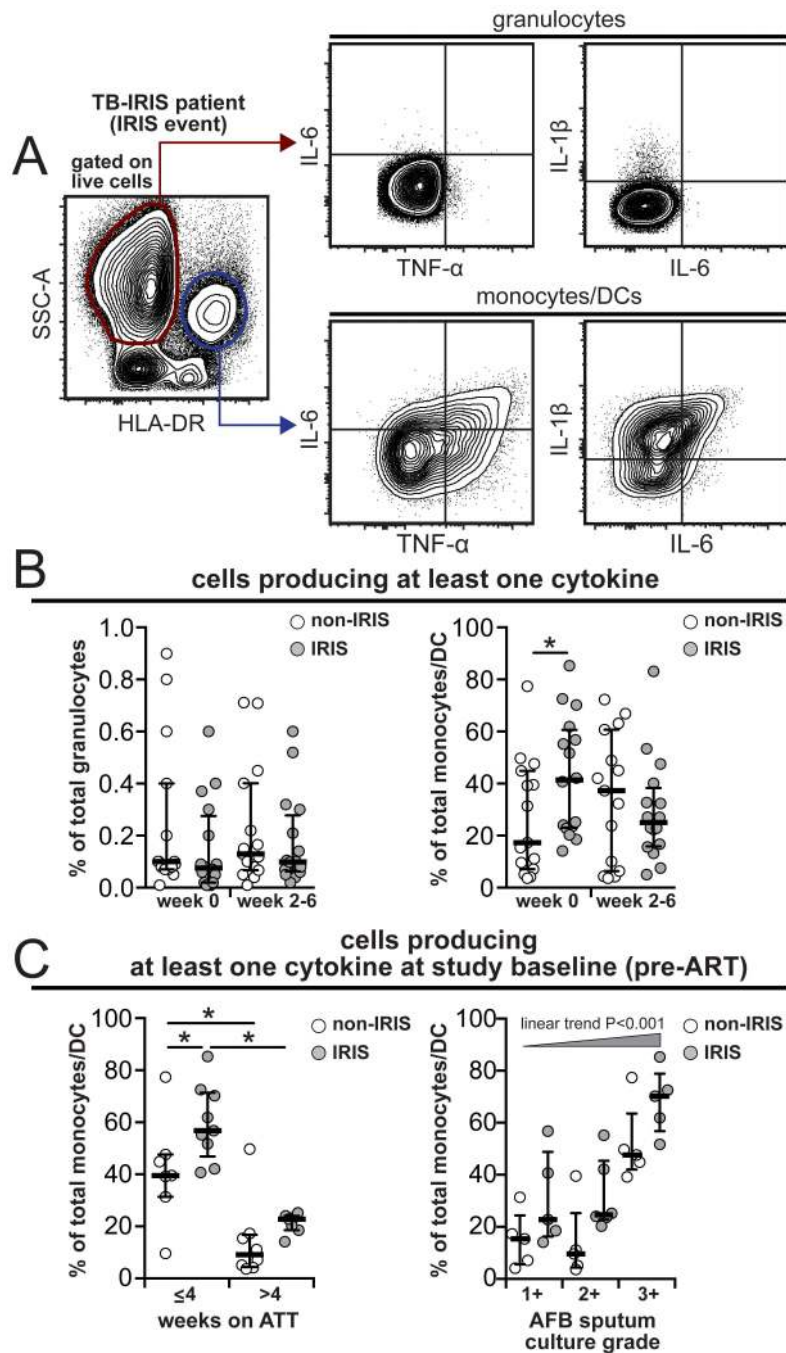 granulocytes
TB-IRIS patient
(IRIS event)
A
gated on
live cells
SSC-A
HLA-DR
IL-6
TNF-α
IL-1β
IL-6
monocytes/DCs
IL-6
TNF-α
IL-1β
IL-6
B
cells producing at least one cytokine
% of total granulocytes
1.0
0.8
0.6
0.4
0.2
0.0
non-IRIS
IRIS
week 0 week 2-6
% of total monocytes/DC
100
80
60
40
20
0
*
non-IRIS
IRIS
week 0 week 2-6
C
cells producing
at least one cytokine at study baseline (pre-ART)
% of total monocytes/DC
100
80
60
40
20
0
*
* *
non-IRIS
IRIS
≤4 >4
weeks on ATT
% of total monocytes/DC
100
80
60
40
20
0
linear trend P<0.001
non-IRIS
IRIS
1+ 2+ 3+
AFB sputum
culture grade